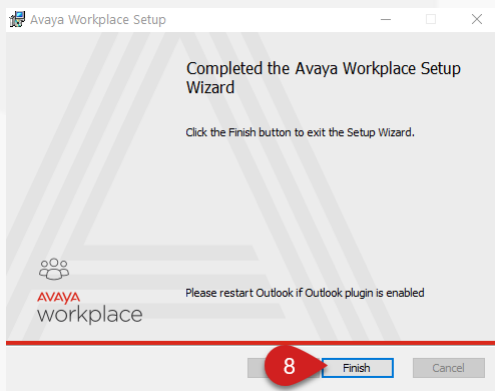 Avaya Workplace Setup
Completed the Avaya Workplace Setup
Wizard
Click the Finish button to exit the Setup Wizard.
Please restart Outlook if Outlook plugin is enabled
AVAYA
workplace
8
Finish
Cancel